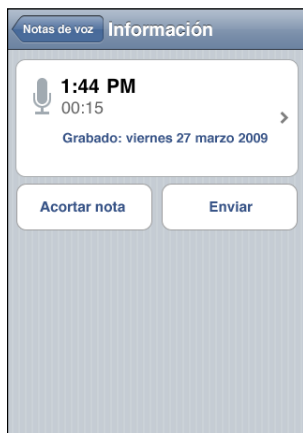 Notas de voz Información
1:44 PM
00:15
Grabado: viernes 27 marzo 2009
Acortar nota Enviar